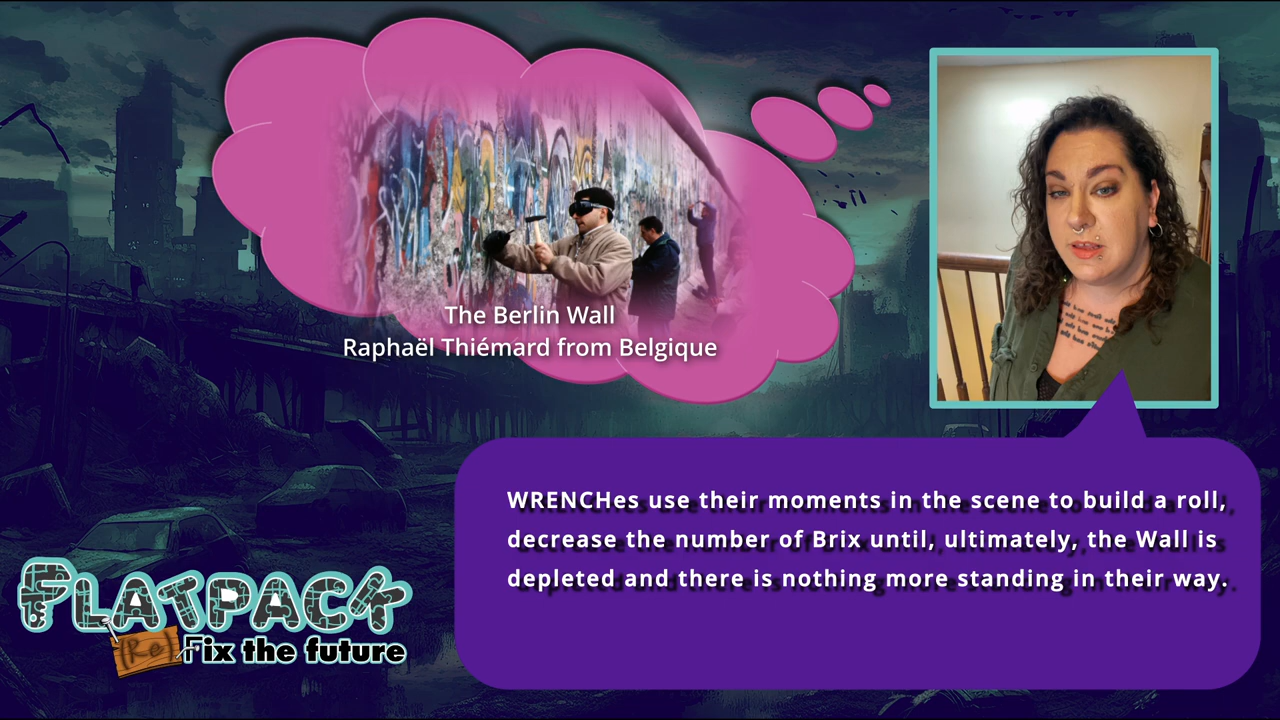 The Berlin Wall
Raphaël Thiémard from Belgique
WRENCHes use their moments in the scene to build a roll,
decrease the number of Brix until, ultimately, the Wall is
depleted and there is nothing more standing in their way.
FLATPACK
(Re) Fix the future